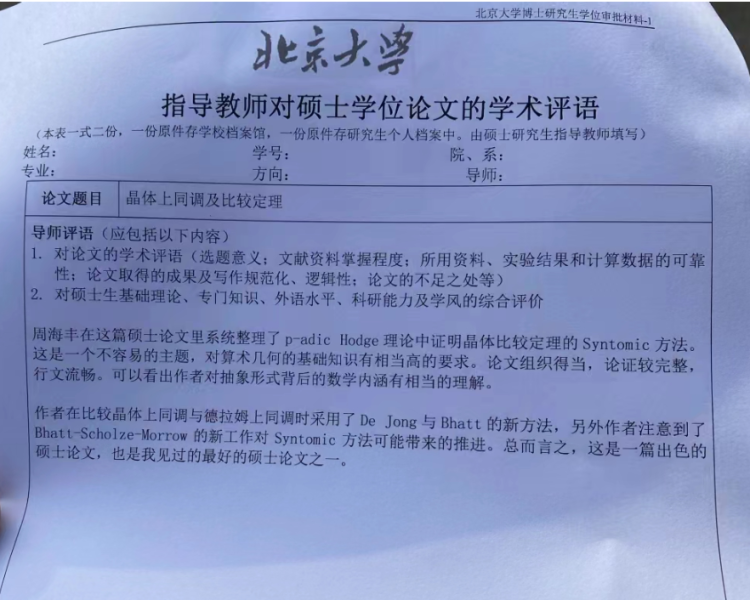 北京大学博士研究生学位审批材料-1
北京大学
指导教师对硕士学位论文的学术评语
（本表一式二份，一份原件存学校档案馆，一份原件存研究生个人档案中。由硕士研究生指导教师填写）
姓名： 学号： 院、系：
专业： 方向： 导师：
论文题目 晶体上同调及比较定理
导师评语（应包括以下内容）
1. 对论文的学术评语（选题意义；文献资料掌握程度；所用资料、实验结果和计算数据的可靠
性；论文取得的成果及写作规范化、逻辑性；论文的不足之处等）
2. 对硕士生基础理论、专门知识、外语水平、科研能力及学风的综合评价
周海丰在这篇硕士论文里系统整理了 p-adic Hodge 理论中证明晶体比较定理的 Syntomic 方法。
这是一个不容易的主题，对算术几何的基础知识有相当高的要求。论文组织得当，论证较完整，
行文流畅。可以看出作者对抽象形式背后的数学内涵有相当的理解。
作者在比较晶体上同调与德拉姆上同调时采用了 De Jong 与 Bhatt 的新方法，另外作者注意到了
Bhatt-Scholze-Morrow 的新工作对 Syntomic 方法可能带来的推进。总而言之，这是一篇出色的
硕士论文，也是我见过的最好的硕士论文之一。